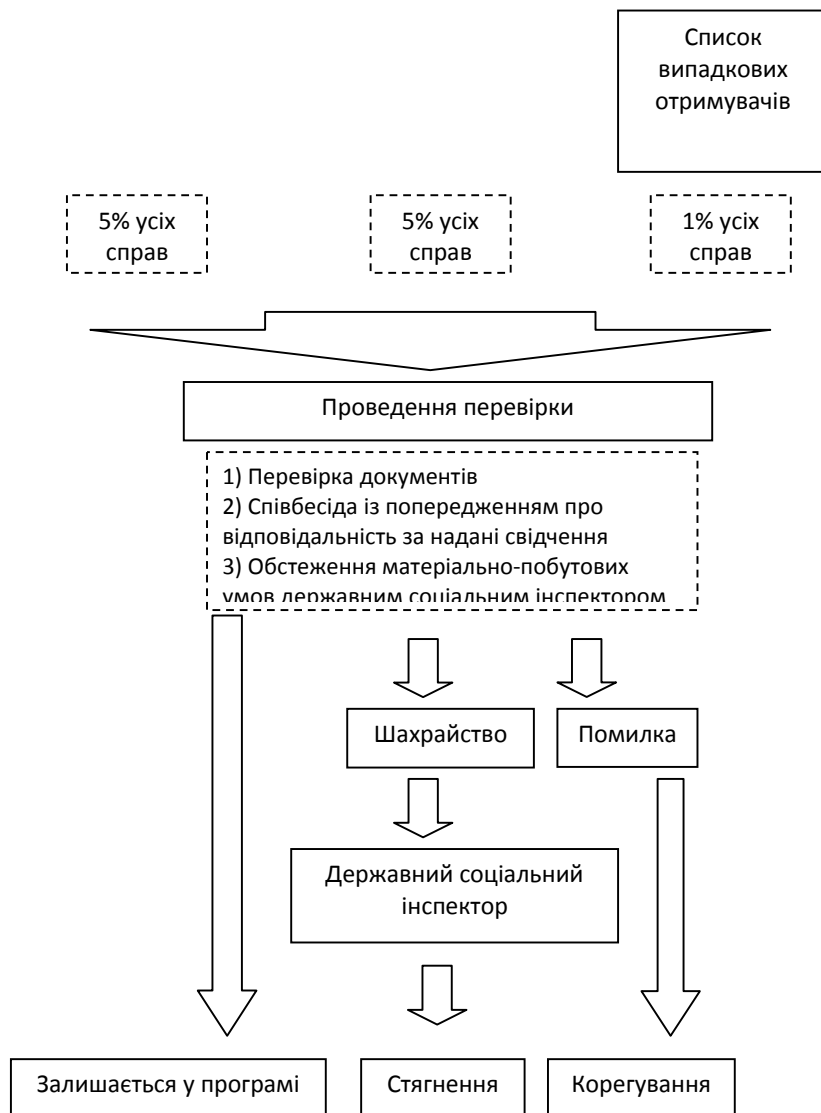 Список
випадкових
отримувачів
5% усіх
справ
5% усіх
справ
1% усіх
справ
Проведення перевірки
1) Перевірка документів
2) Співбесіда із попередженням про
відповідальність за надані свідчення
3) Обстеження матеріально-побутових
умов державним соціальним інспектором
Шахрайство
Помилка
Державний соціальний
інспектор
Залишається у програмі
Стягнення
Корегування